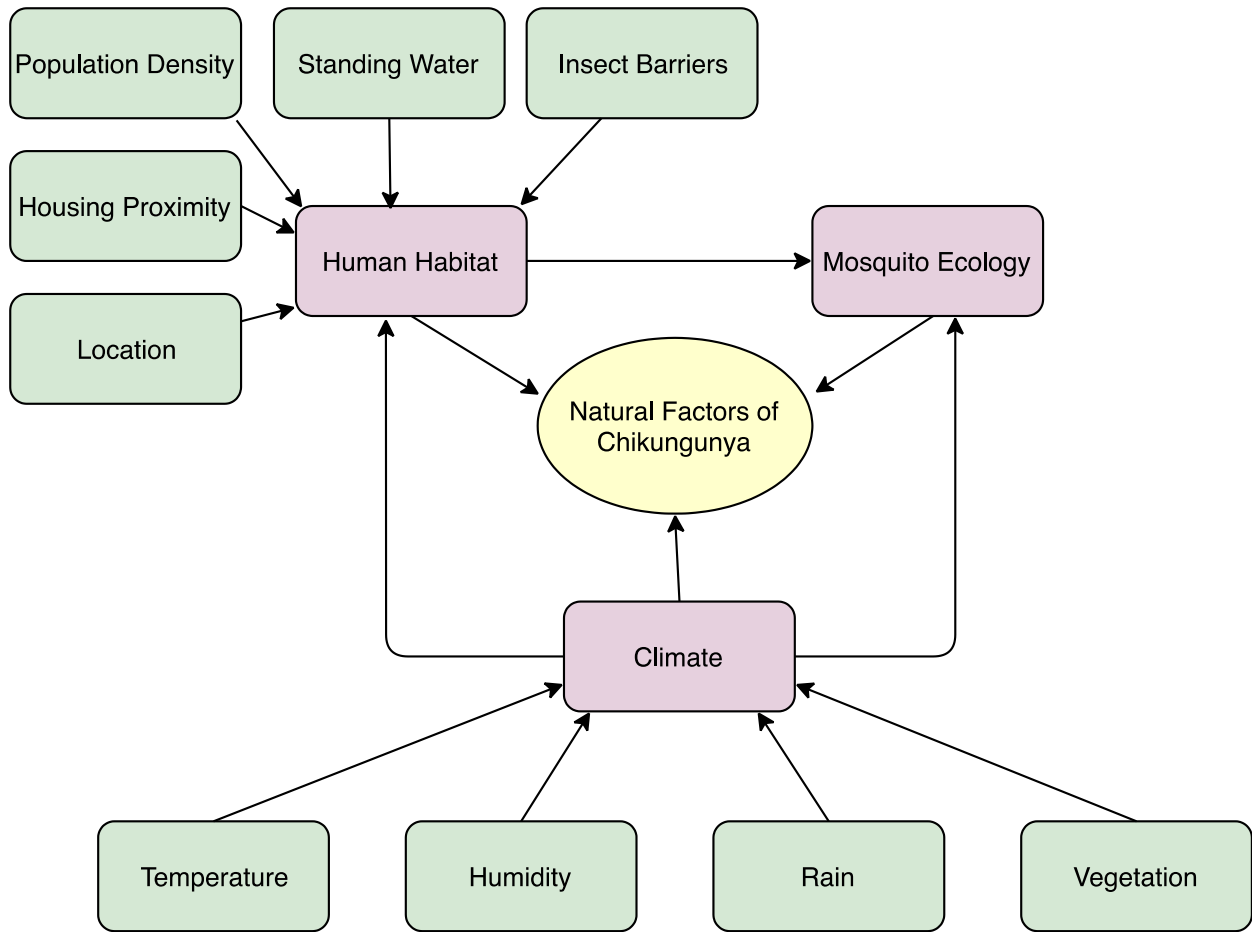 Population Density
Standing Water
Insect Barriers
Housing Proximity
Human Habitat
Mosquito Ecology
Location
Natural Factors of
Chikungunya
Climate
Temperature
Humidity
Rain
Vegetation